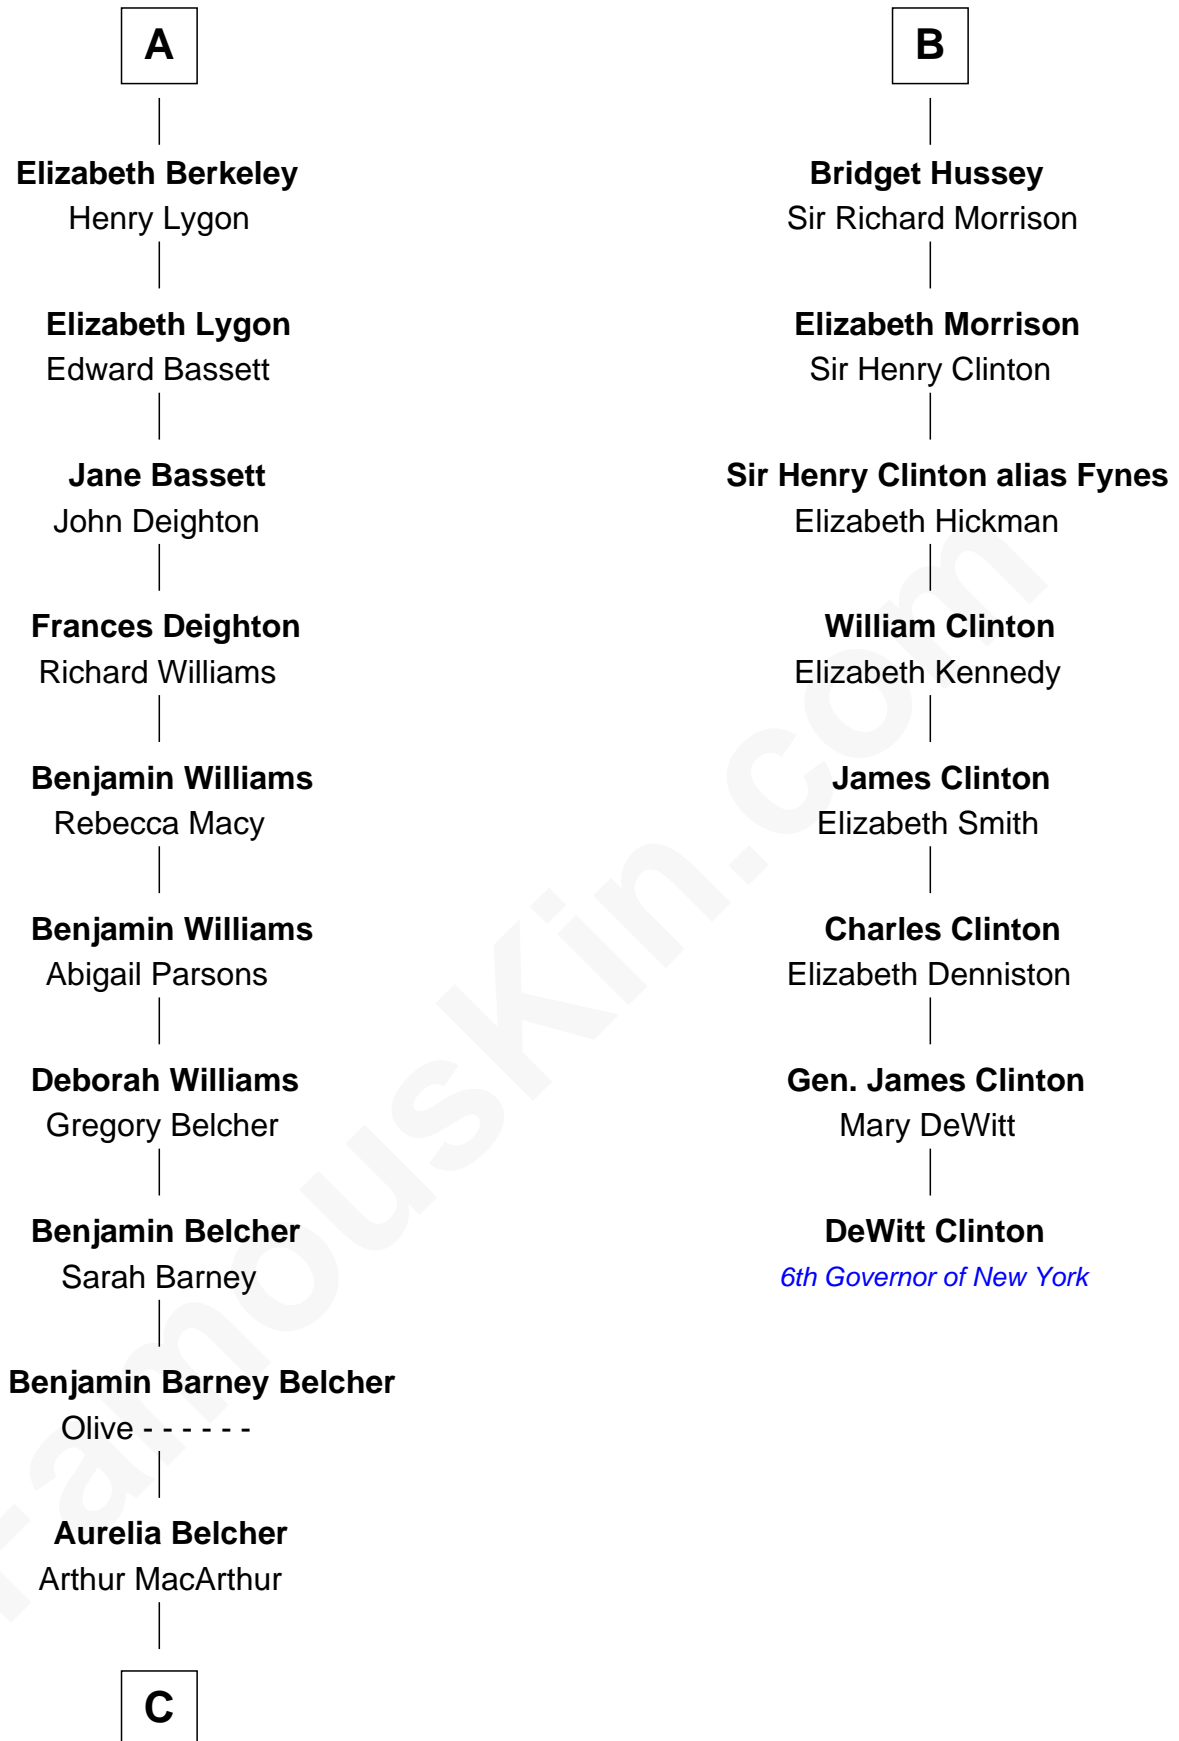 A
Elizabeth Berkeley
Henry Lygon
Elizabeth Lygon
Edward Bassett
Jane Bassett
John Deighton
Frances Deighton
Richard Williams
Benjamin Williams
Rebecca Macy
Benjamin Williams
Abigail Parsons
Deborah Williams
Gregory Belcher
Benjamin Belcher
Sarah Barney
Benjamin Barney Belcher
Olive - - - - - -
Aurelia Belcher
Arthur MacArthur
C
B
Bridget Hussey
Sir Richard Morrison
Elizabeth Morrison
Sir Henry Clinton
Sir Henry Clinton alias Fynes
Elizabeth Hickman
William Clinton
Elizabeth Kennedy
James Clinton
Elizabeth Smith
Charles Clinton
Elizabeth Denniston
Gen. James Clinton
Mary DeWitt
DeWitt Clinton
6th Governor of New York
FamousKin.com